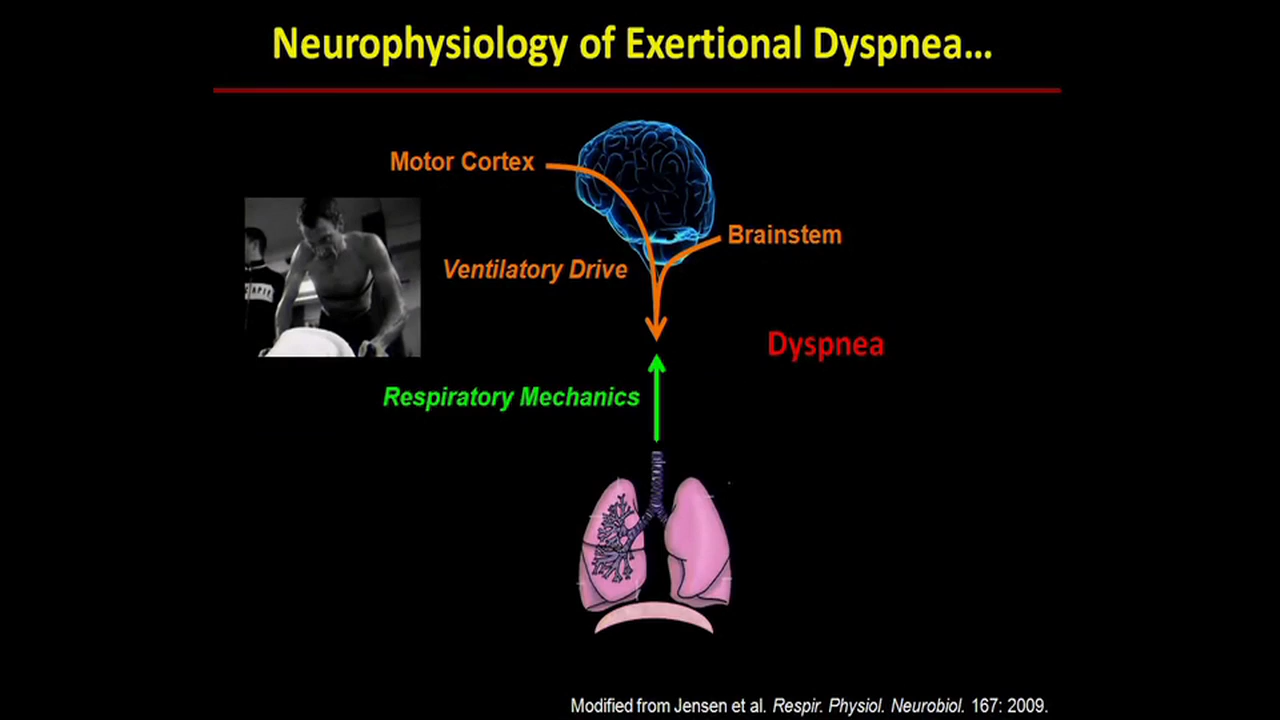 Neurophysiology of Exertional Dyspnea...
Motor Cortex
Brainstem
Ventilatory Drive
Dyspnea
Respiratory Mechanics
Modified from Jensen et al. Respir. Physiol. Neurobiol. 167: 2009.